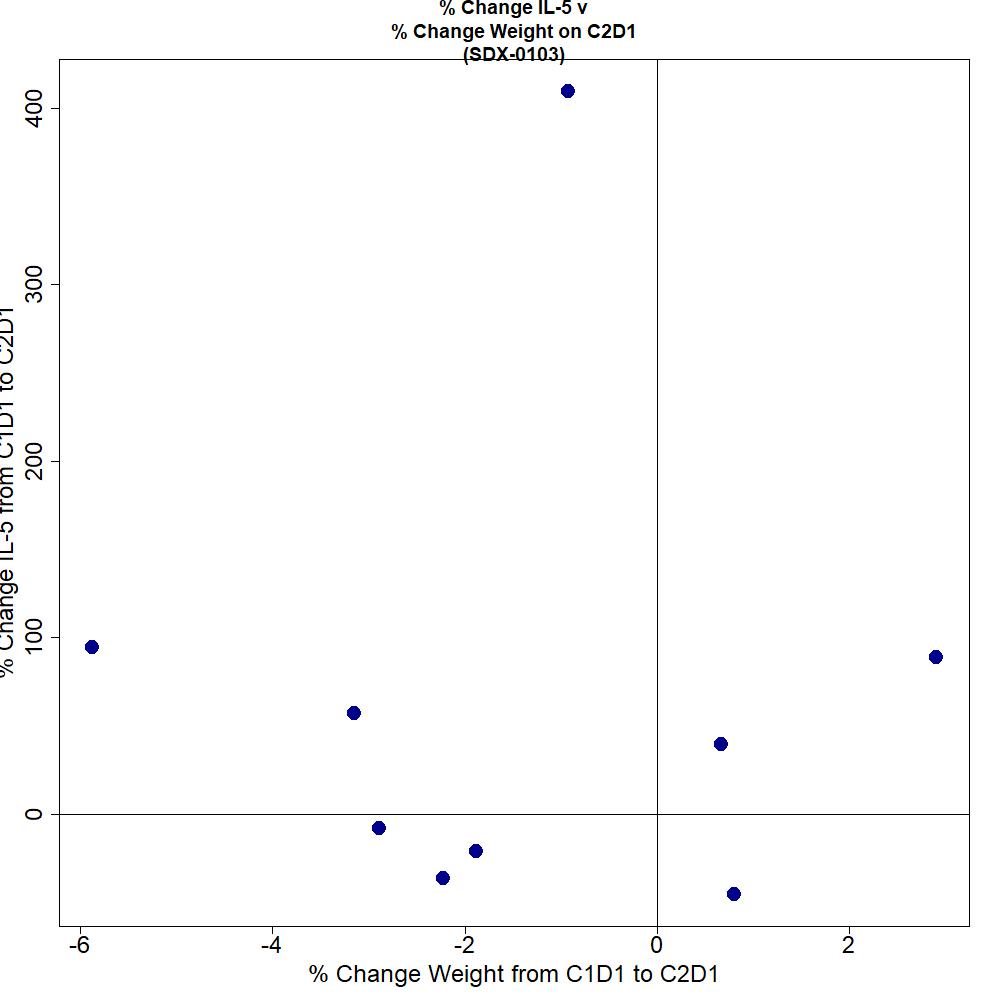 % Change IL-5 v
% Change Weight on C2D1
(SDX-0103)
% Change IL-5 from C1D1 to C2D1
400
300
200
100
0
-6
-4
-2
0
2
% Change Weight from C1D1 to C2D1